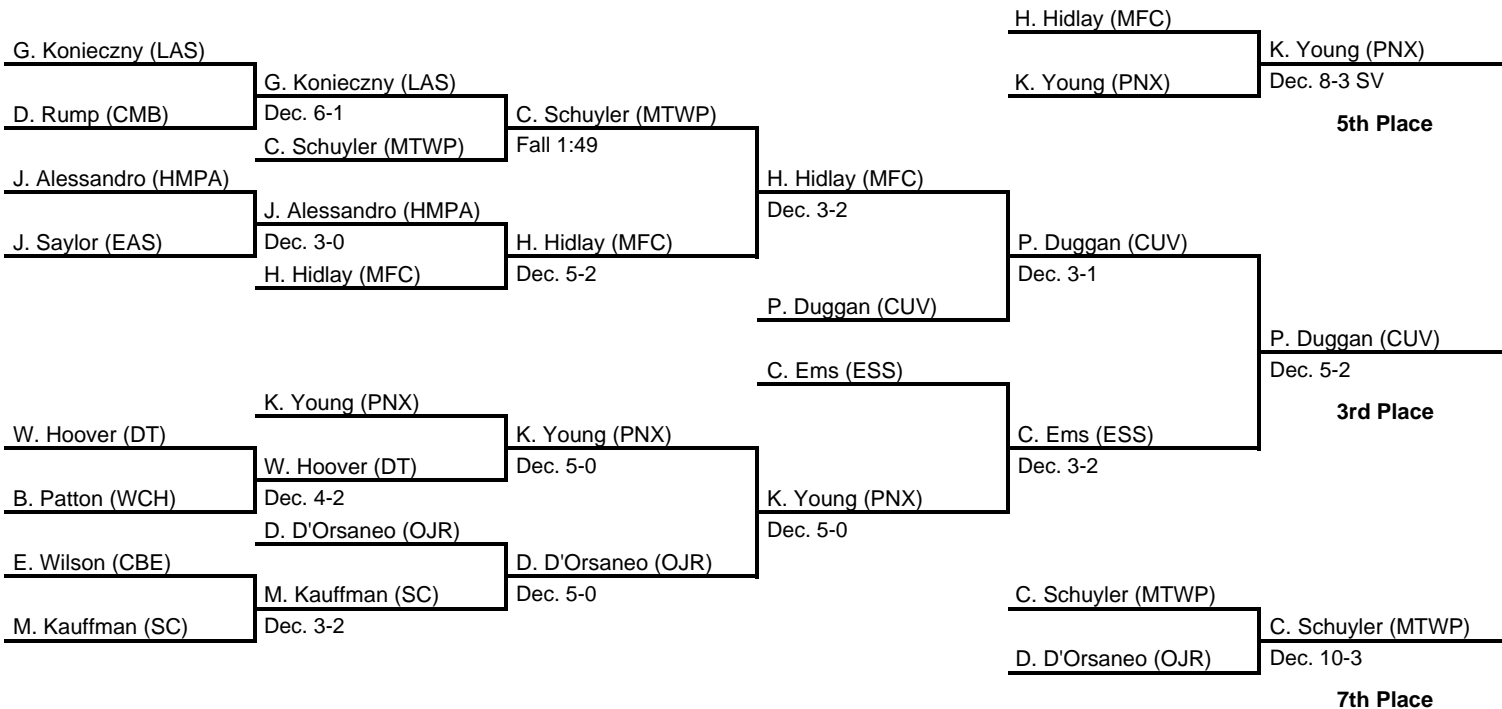 H. Hidlay (MFC)
G. Konieczny (LAS)
K. Young (PNX)
G. Konieczny (LAS)
K. Young (PNX)
Dec. 8-3 SV
D. Rump (CMB)
Dec. 6-1
C. Schuyler (MTWP)
5th Place
C. Schuyler (MTWP)
Fall 1:49
J. Alessandro (HMPA)
H. Hidlay (MFC)
J. Alessandro (HMPA)
Dec. 3-2
J. Saylor (EAS)
Dec. 3-0
H. Hidlay (MFC)
P. Duggan (CUV)
H. Hidlay (MFC)
Dec. 5-2
Dec. 3-1
P. Duggan (CUV)
P. Duggan (CUV)
C. Ems (ESS)
Dec. 5-2
K. Young (PNX)
3rd Place
W. Hoover (DT)
K. Young (PNX)
C. Ems (ESS)
W. Hoover (DT)
Dec. 5-0
Dec. 3-2
B. Patton (WCH)
Dec. 4-2
K. Young (PNX)
D. D'Orsaneo (OJR)
Dec. 5-0
E. Wilson (CBE)
D. D'Orsaneo (OJR)
M. Kauffman (SC)
Dec. 5-0
C. Schuyler (MTWP)
M. Kauffman (SC)
Dec. 3-2
C. Schuyler (MTWP)
D. D'Orsaneo (OJR)
Dec. 10-3
7th Place